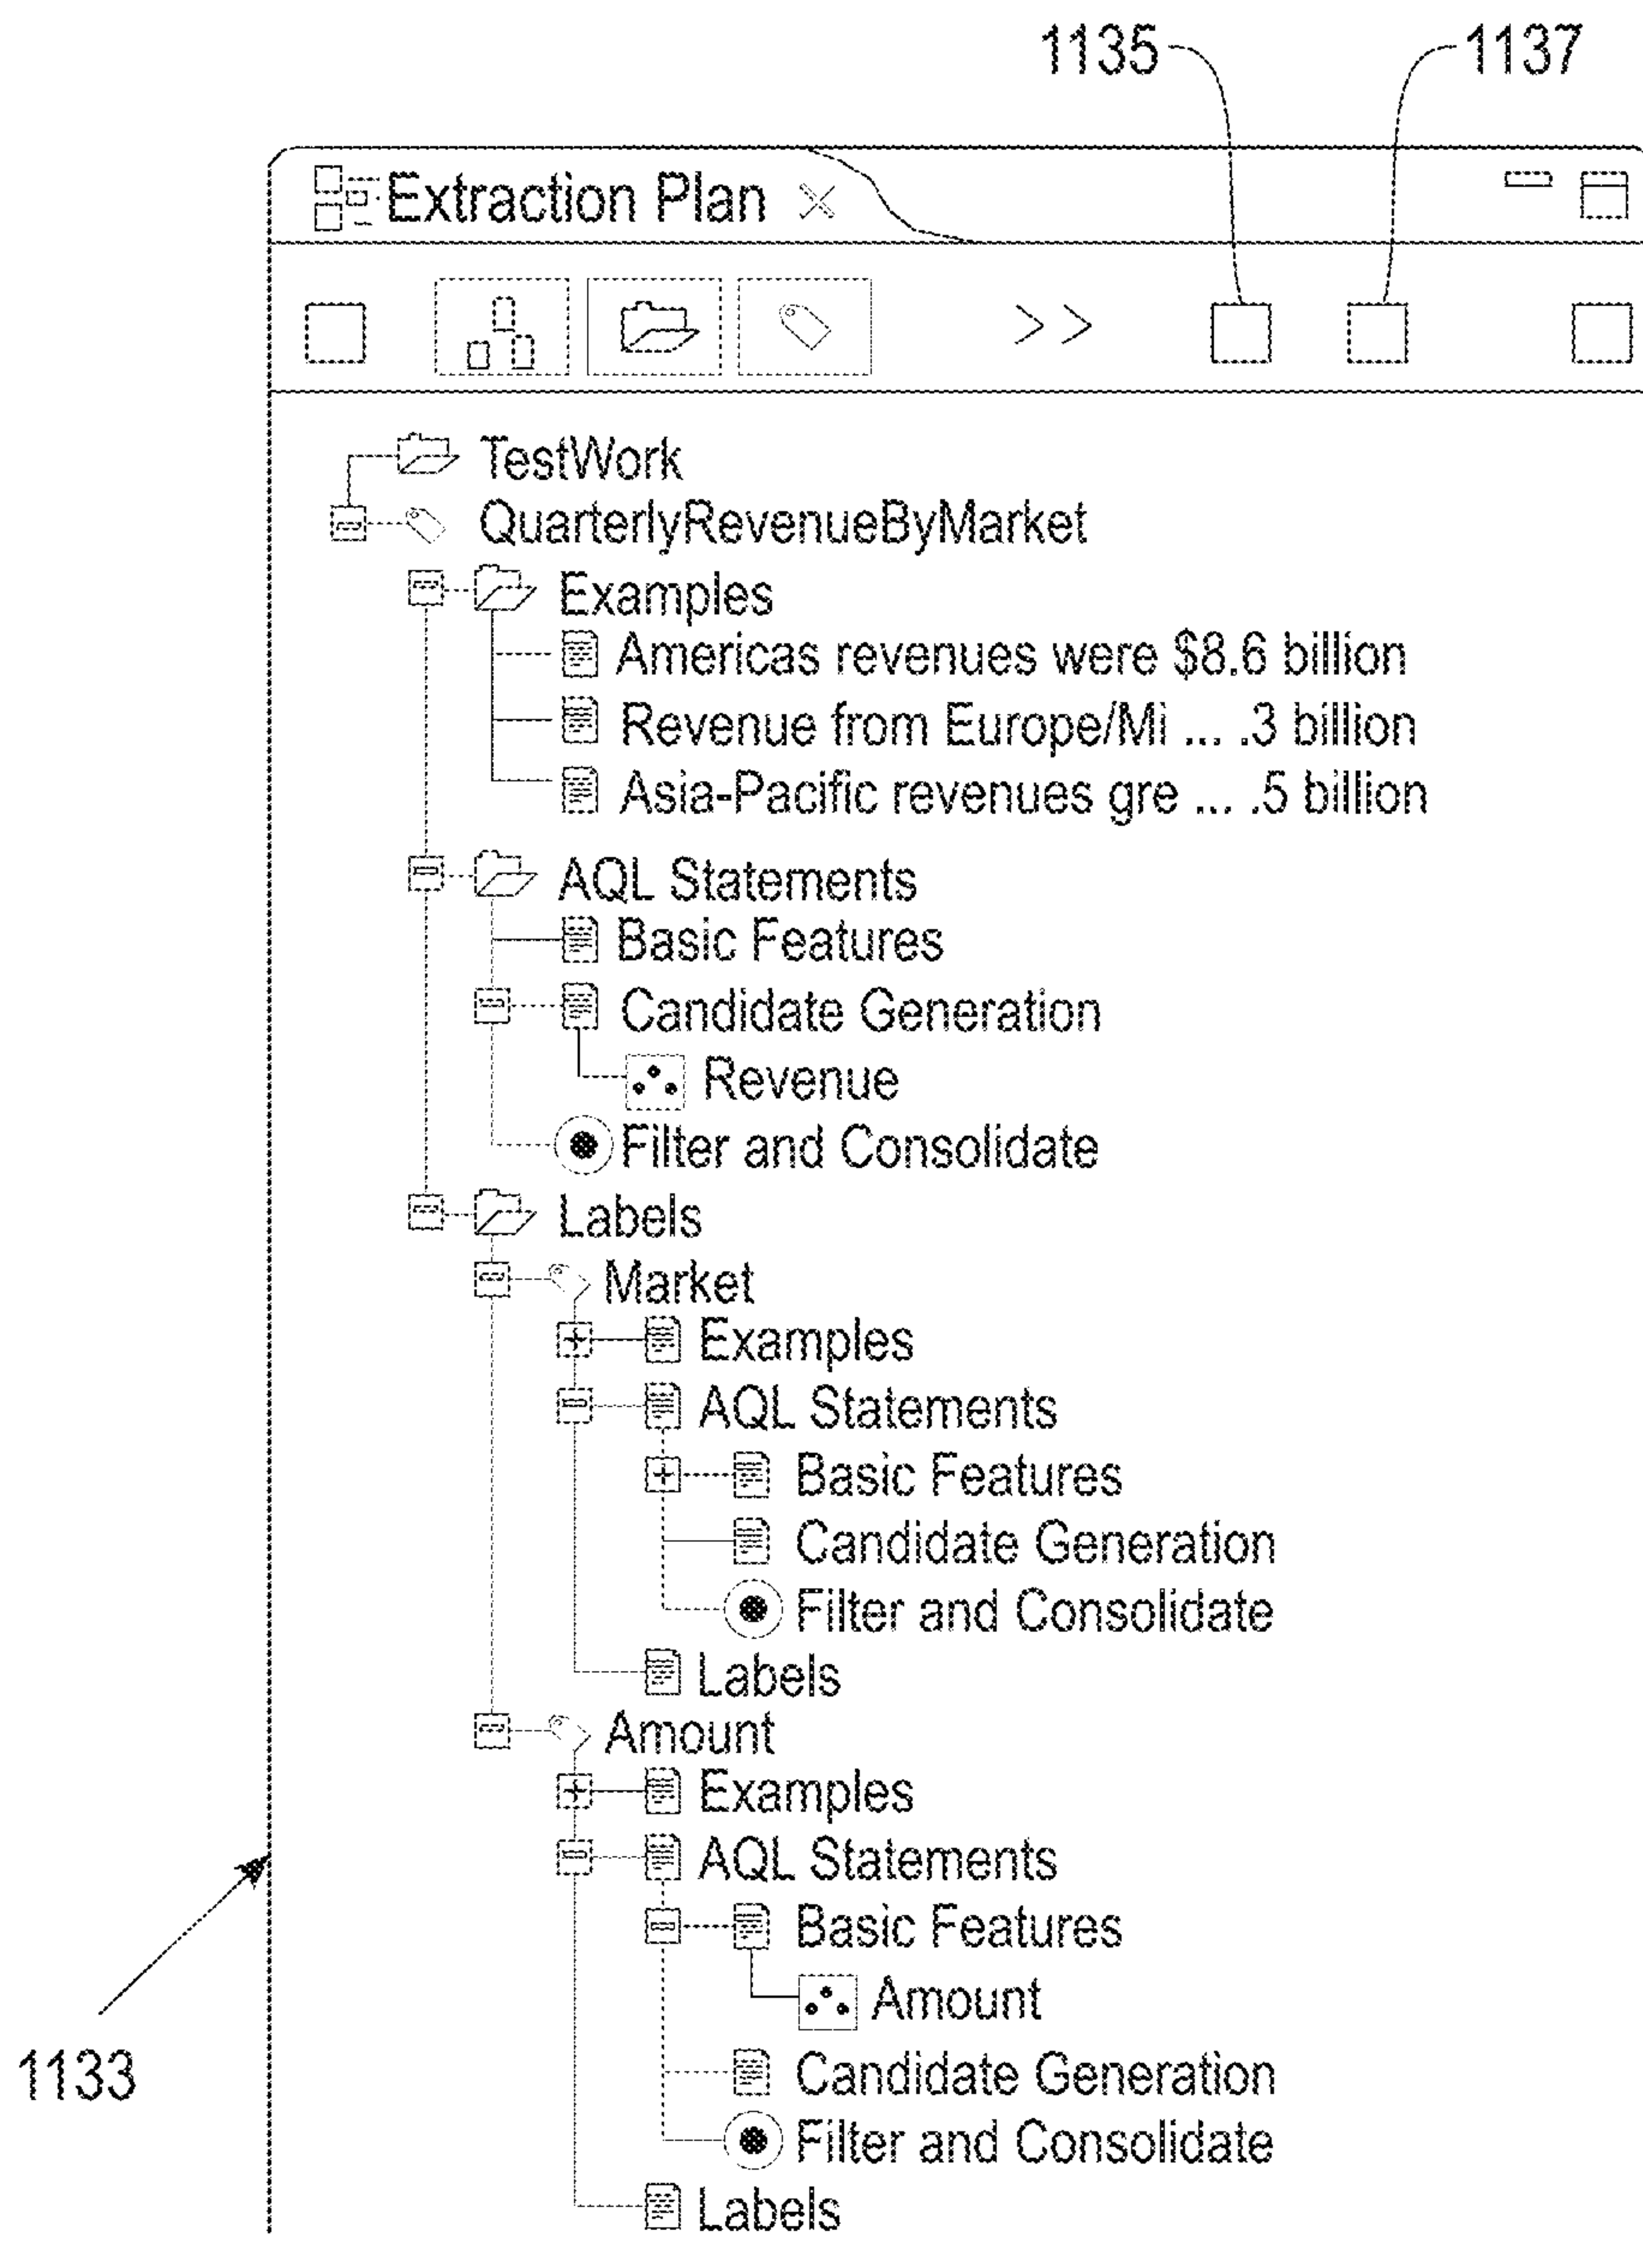 1135 1137
Extraction Plan
>>
TestWork
QuarterlyRevenueByMarket
Examples
Americas revenues were $8.6 billion
Revenue from Europe/Mi ... .3 billion
Asia-Pacific revenues gre ... .5 billion
AQL Statements
Basic Features
Candidate Generation
Revenue
Filter and Consolidate
Labels
Market
Examples
AQL Statements
Basic Features
Candidate Generation
Filter and Consolidate
Labels
Amount
Examples
AQL Statements
Basic Features
Amount
1133
Candidate Generation
Filter and Consolidate
Labels